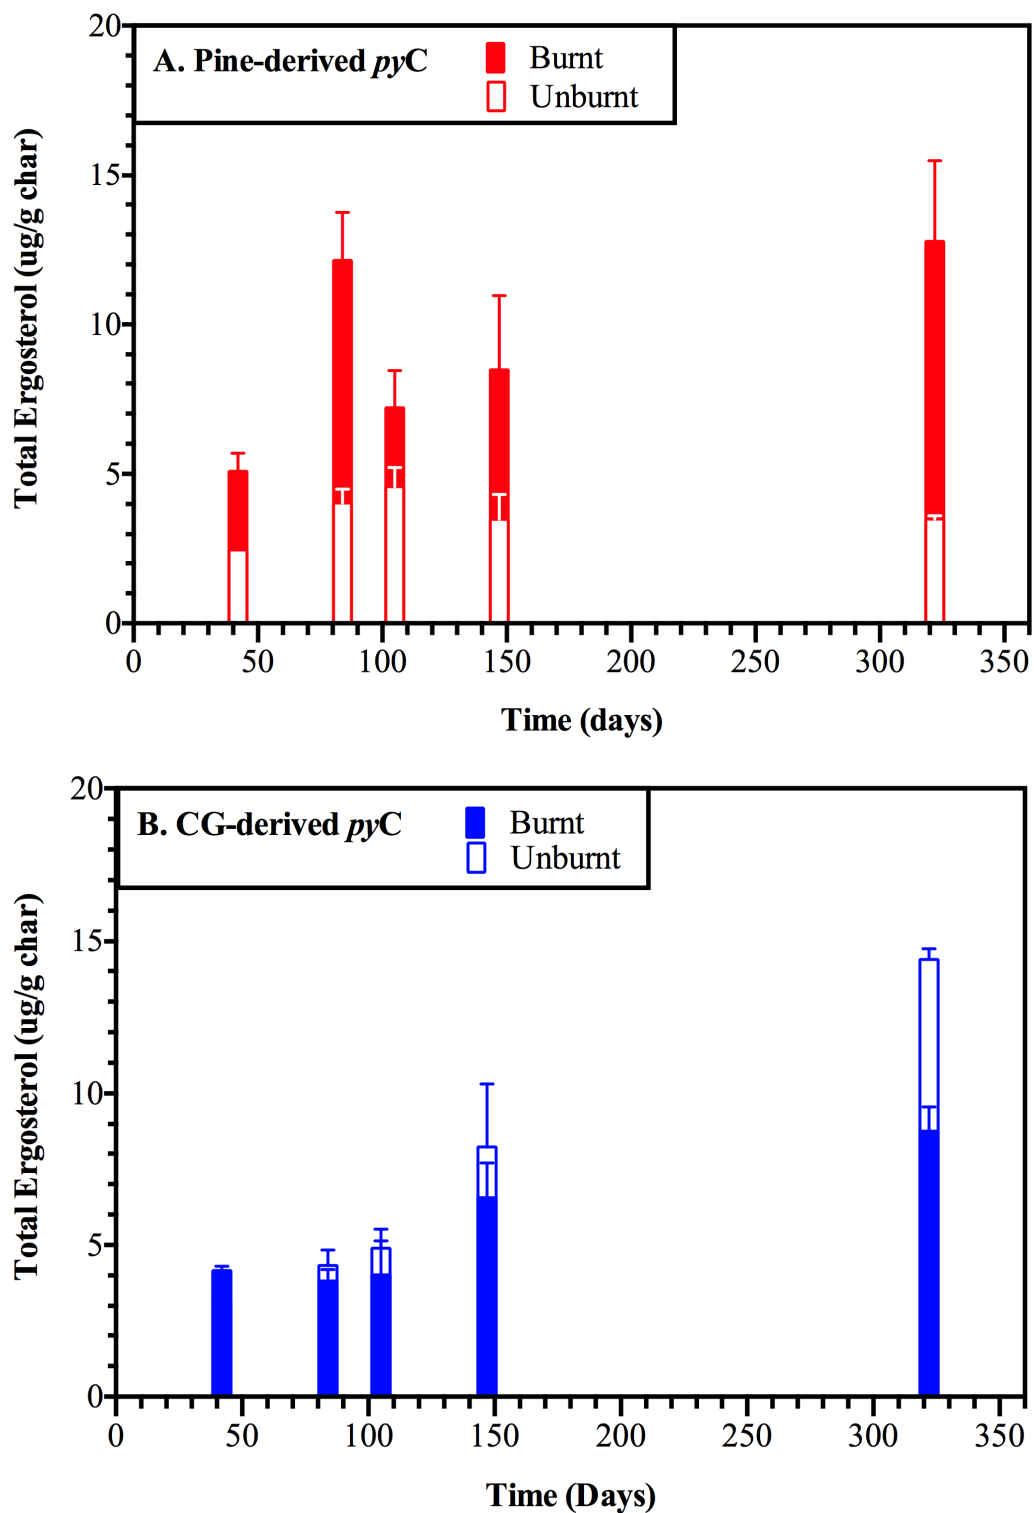 A. Pine-derived pyC
Burnt
Unburnt
Total Ergosterol (ug/g char)
20
15
10
5
0
0 50 100 150 200 250 300 350
Time (days)
B. CG-derived pyC
Burnt
Unburnt
Total Ergosterol (ug/g char)
20
15
10
5
0
0 50 100 150 200 250 300 350
Time (Days)